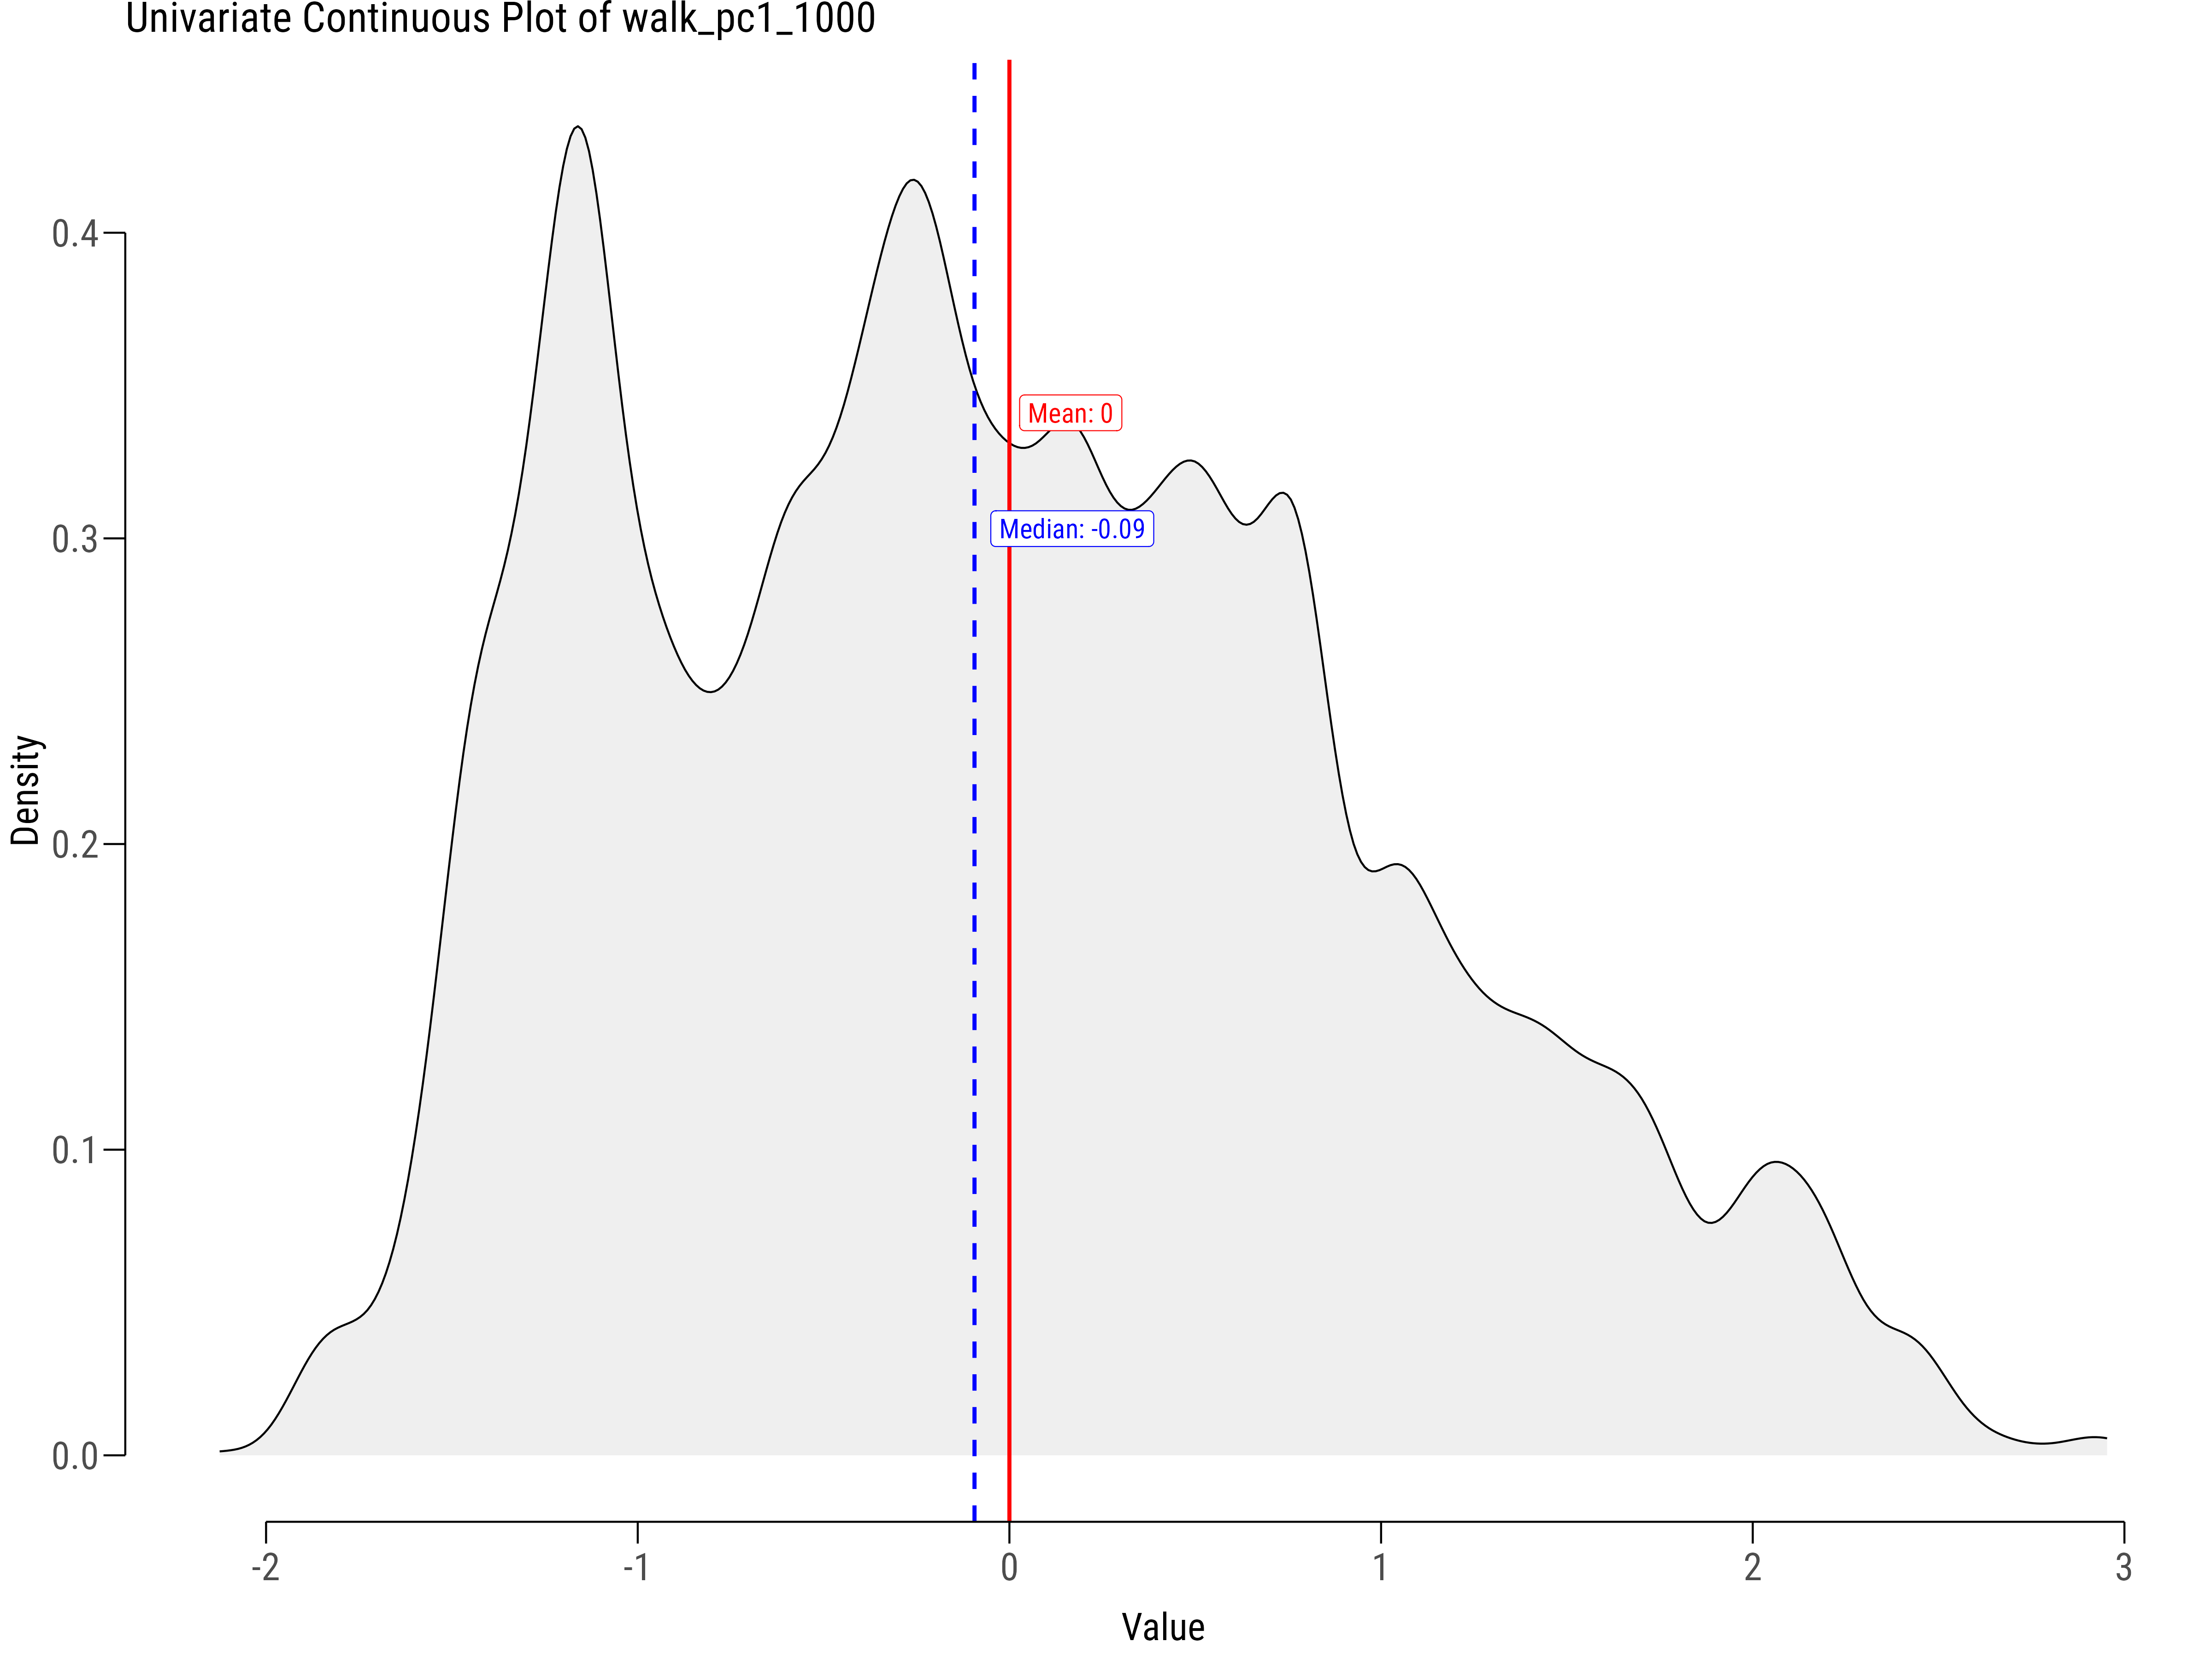 Univariate Continuous Plot of walk_pc1_1000
Density
0.4
0.3
0.2
0.1
0.0
Mean: 0
Median: -0.09
-2 -1 0 1 2 3
Value